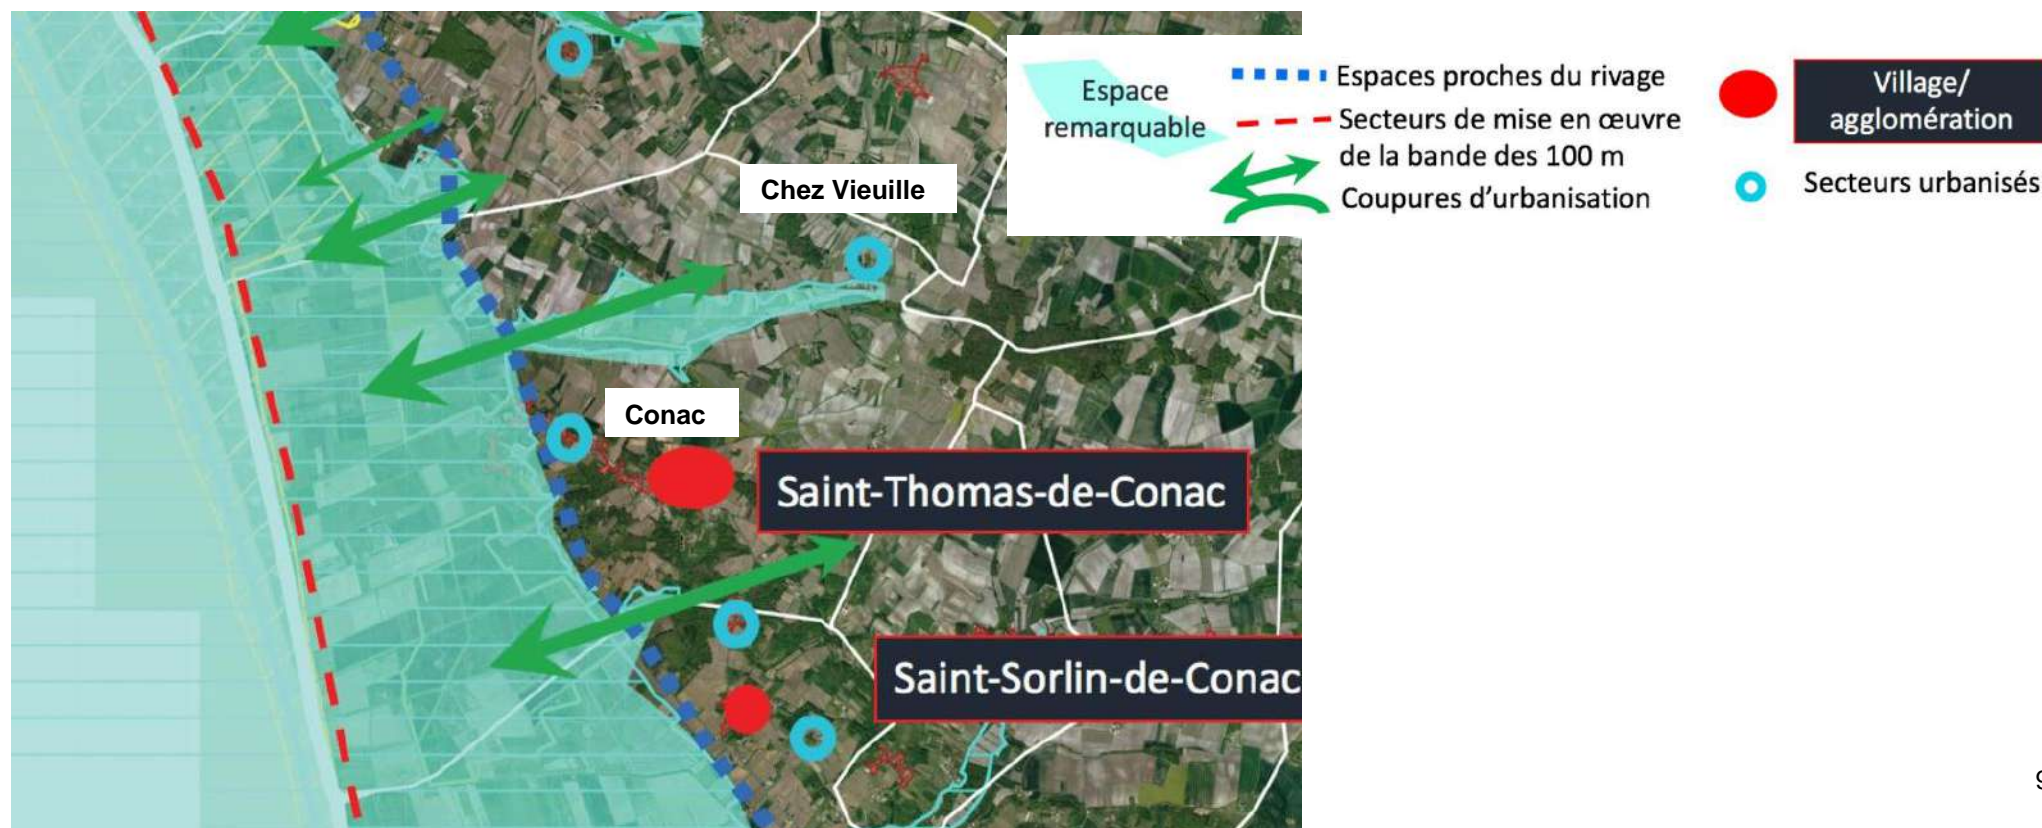 Espace
remarquable
Espaces proches du rivage
Secteurs de mise en œuvre
de la bande des 100 m
Coupures d'urbanisation
Village/
agglomération
Secteurs urbanisés
Chez Vieuille
Conac
Saint-Thomas-de-Conac
Saint-Sorlin-de-Conac
9